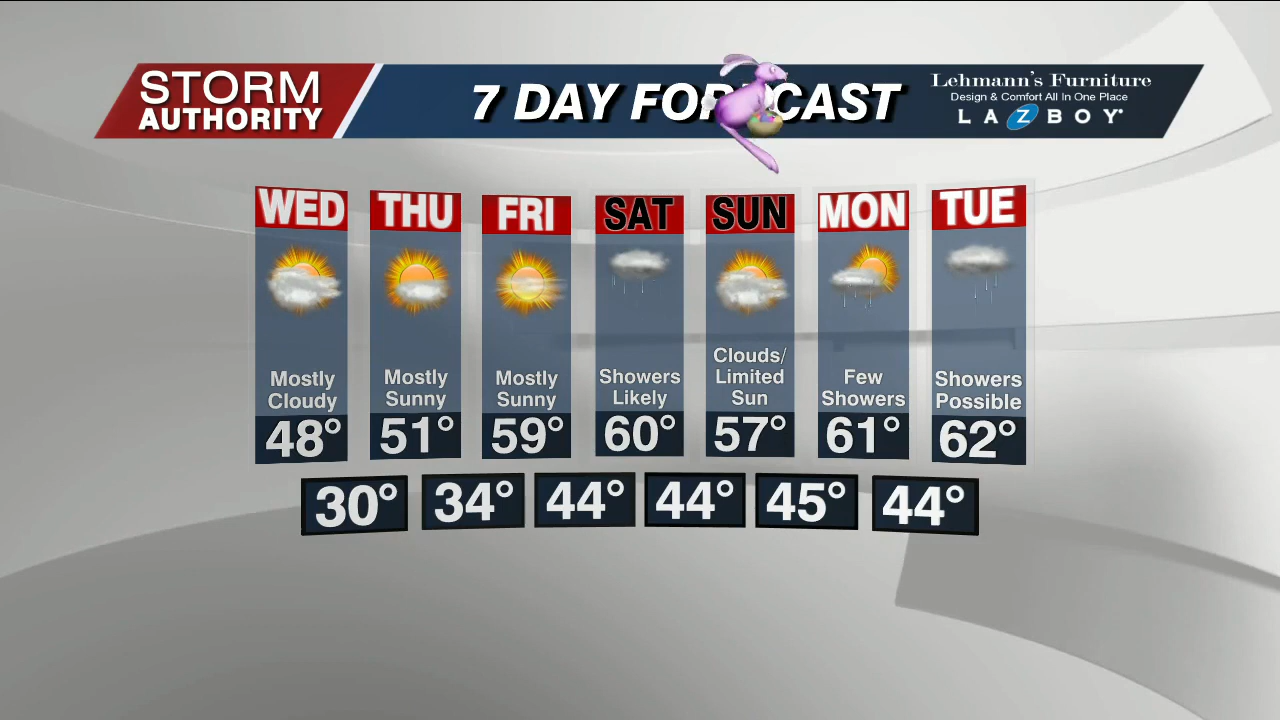 STORM
AUTHORITY
7 DAY FOR CAST
Lehmann's Furniture
Design & Comfort All In One Place
LA Z BOY®
WED THU FRI SAT SUN MON TUE
Mostly
Cloudy
Mostly
Sunny
Mostly
Sunny
Showers
Likely
Clouds/
Limited
Sun
Few
Showers
Showers
Possible
48° 51° 59° 60° 57° 61° 62°
30° 34° 44° 44° 45° 44°